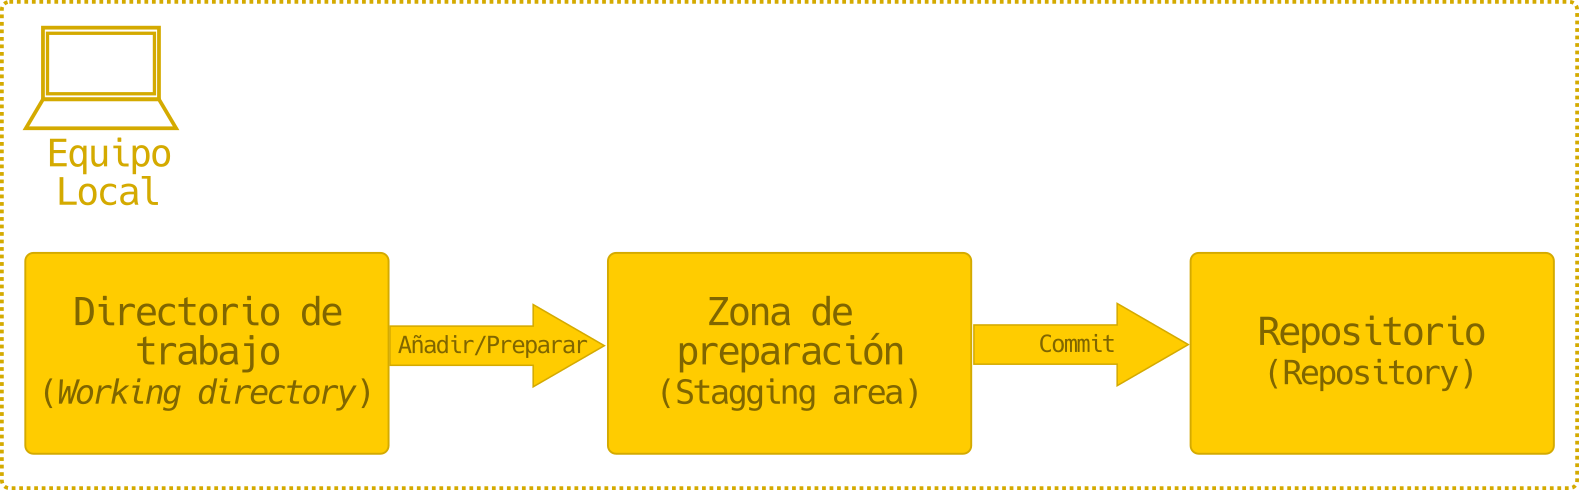 Equipo
Local
Directorio de
trabajo
(Working directory)
Añadir/Preparar
Zona de
preparación
(Stagging area)
Commit
Repositorio
(Repository)